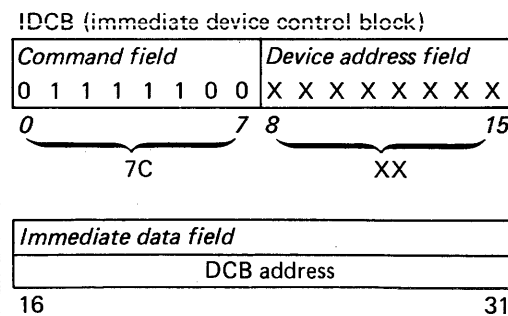 IDCB (immediate device control block)
Command field Device address field
0 1 1 1 1 1 0 0 X X X X X X X X
0 7 8 15
7C XX
Immediate data field
DCB address
16 31